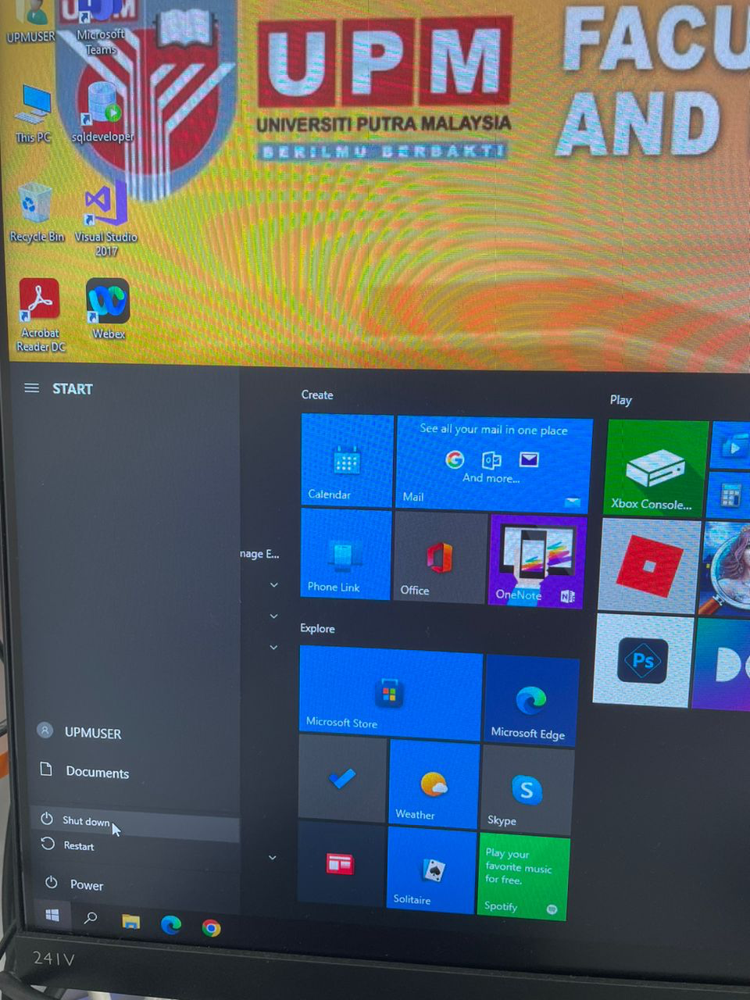 UPM
UPMUSER
Microsoft
Teams
UPM
UNIVERSITI PUTRA MALAYSIA
BERILMU BERBAKTI
FACU
AND
This PC
sqldeveloper
Recycle Bin
Visual Studio
2017
Acrobat
Reader DC
Webex
START
Create
Play
See all your mail in one place
And more...
Calendar
Mail
Xbox Console...
mage E...
Phone Link
Office
OneNote
Explore
Ps
Microsoft Store
Microsoft Edge
UPMUSER
Documents
Weather
Skype
Shut down
Restart
Power
Play your
favorite music
for free.
Solitaire
Spotify
241V